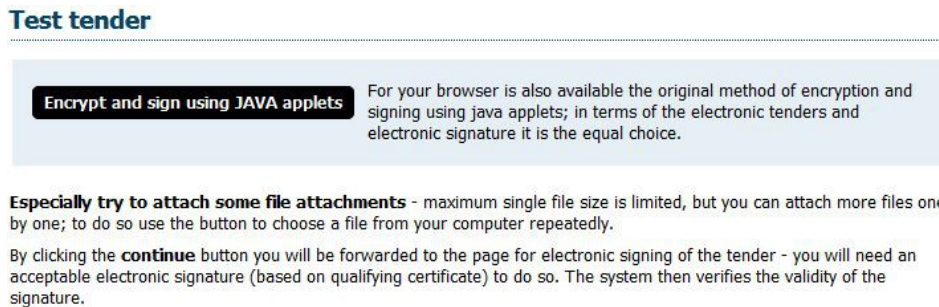 Test tender
Encrypt and sign using JAVA applets
For your browser is also available the original method of encryption and
signing using java applets; in terms of the electronic tenders and
electronic signature it is the equal choice.
Especially try to attach some file attachments - maximum single file size is limited, but you can attach more files one
by one; to do so use the button to choose a file from your computer repeatedly.
By clicking the continue button you will be forwarded to the page for electronic signing of the tender - you will need an
acceptable electronic signature (based on qualifying certificate) to do so. The system then verifies the validity of the
signature.